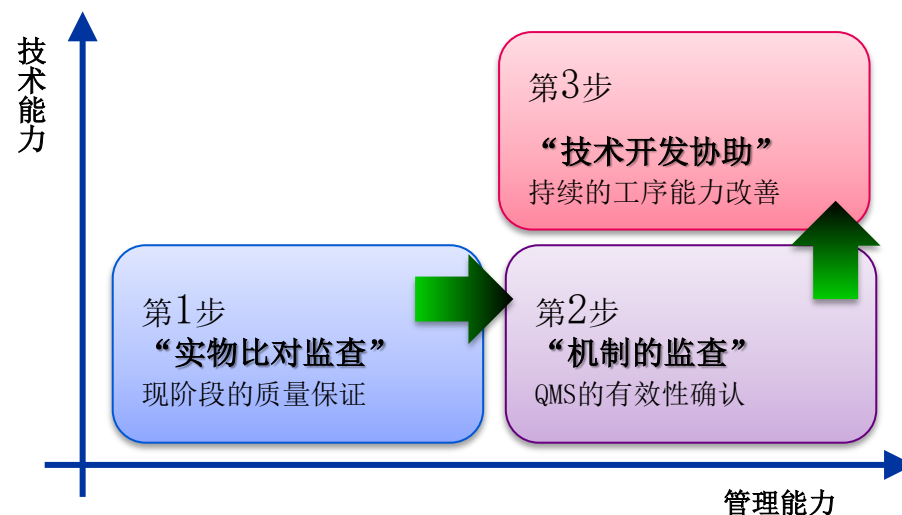 技术能力
第3步
“技术开发协助”
持续的工序能力改善
第1步
“实物比对监查”
现阶段的质量保证
第2步
“机制的监查”
QMS的有效性确认
管理能力